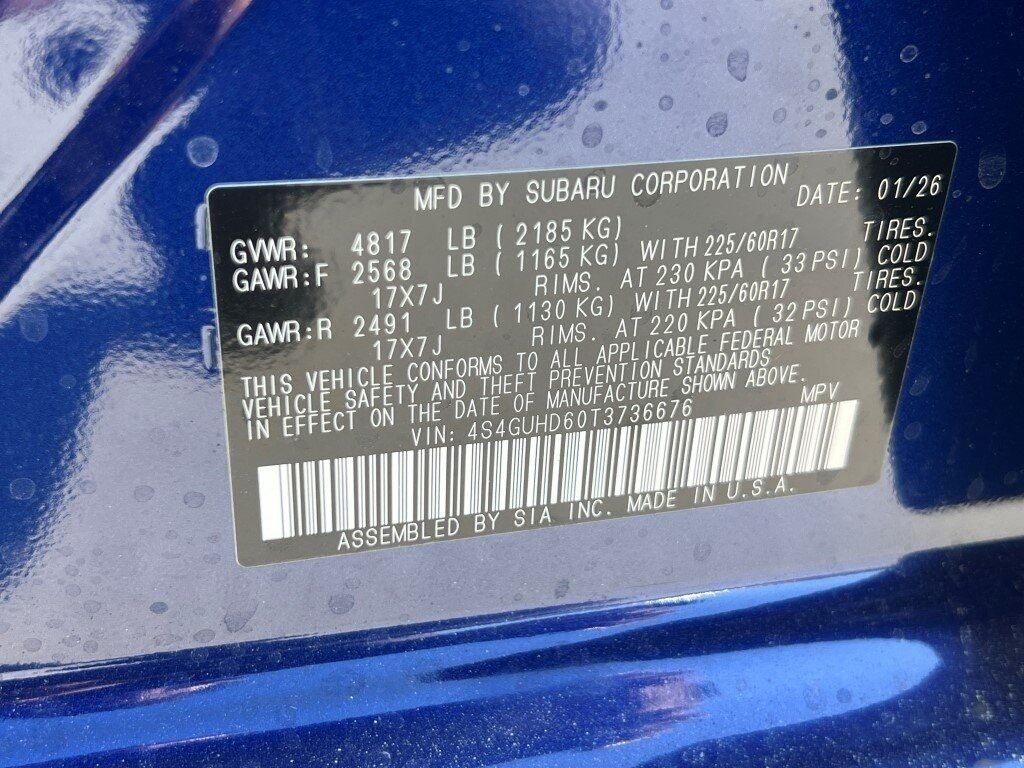 MFD BY SUBARU CORPORATION DATE: 01/26
GVWR: 4817 LB ( 2185 KG)
GAWR:F 2568 LB ( 1165 KG) WITH 225/60R17 TIRES.
17X7J RIMS. AT 230 KPA ( 33 PSI) COLD
GAWR:R 2491 LB ( 1130 KG) WITH 225/60R17 TIRES.
17X7J RIMS. AT 220 KPA ( 32 PSI) COLD
THIS VEHICLE CONFORMS TO ALL APPLICABLE FEDERAL MOTOR
VEHICLE SAFETY AND THEFT PREVENTION STANDARDS
IN EFFECT ON THE DATE OF MANUFACTURE SHOWN ABOVE.
VIN: 4S4GUHD60T3736676 MPV
ASSEMBLED BY SIA INC. MADE IN U.S.A.